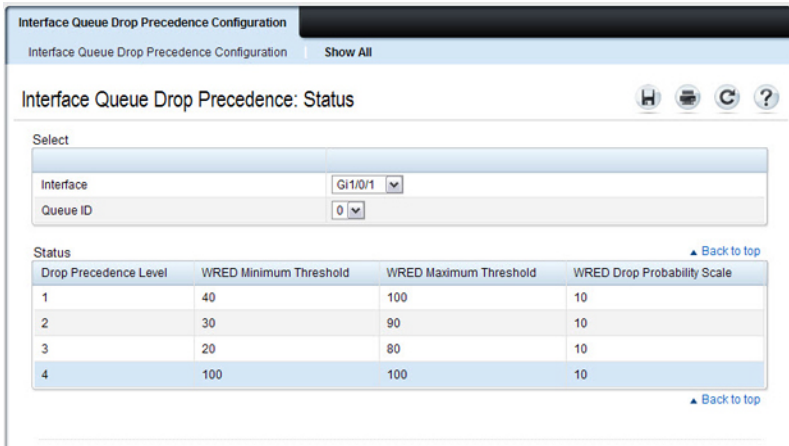 Interface Queue Drop Precedence Configuration
Interface Queue Drop Precedence Configuration Show All
Interface Queue Drop Precedence: Status
Select
Interface Gi1/0/1
Queue ID 0
Status Back to top
Drop Precedence Level WRED Minimum Threshold WRED Maximum Threshold WRED Drop Probability Scale
1 40 100 10
2 30 90 10
3 20 80 10
4 100 100 10
Back to top